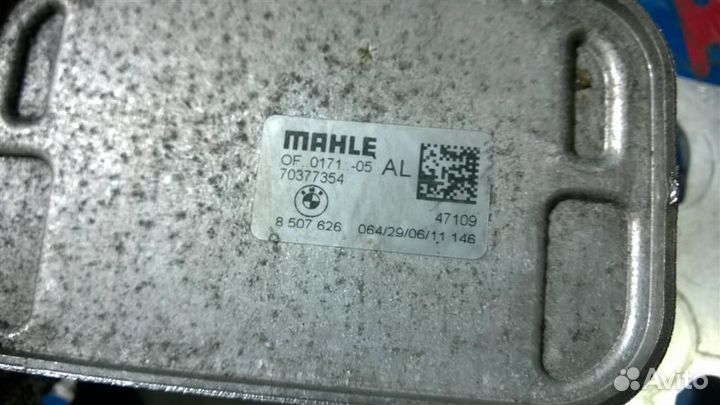 MAHLE
OF 0171 -05 AL
70377354
47109
8 507 626 064/29/06/11 146
Avito